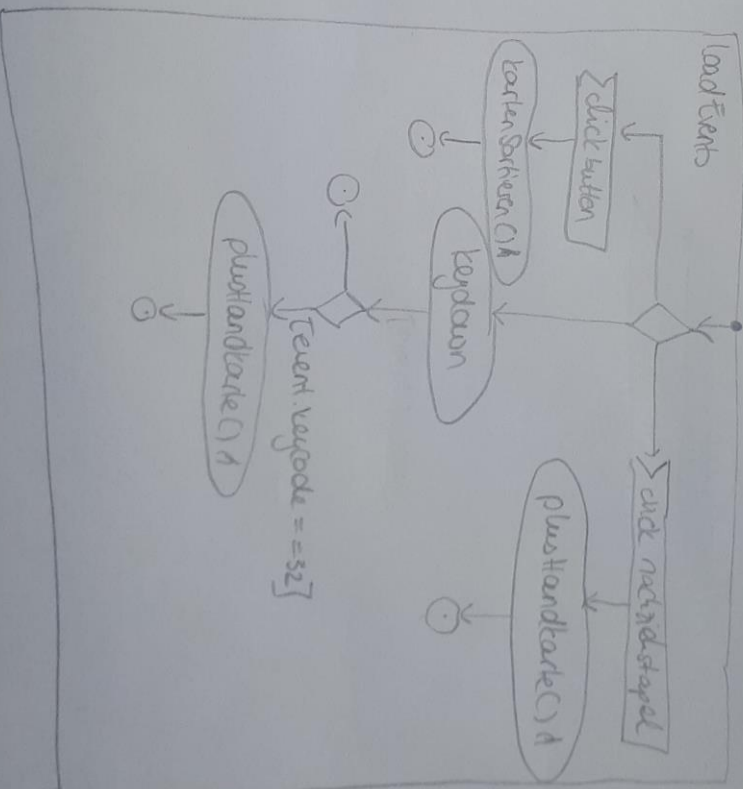 loadEvents
click button
kartenSortieren()
click nachziehstapel
plusHandkarte()
keydown
[event.keycode == 32]
plusHandkarte()